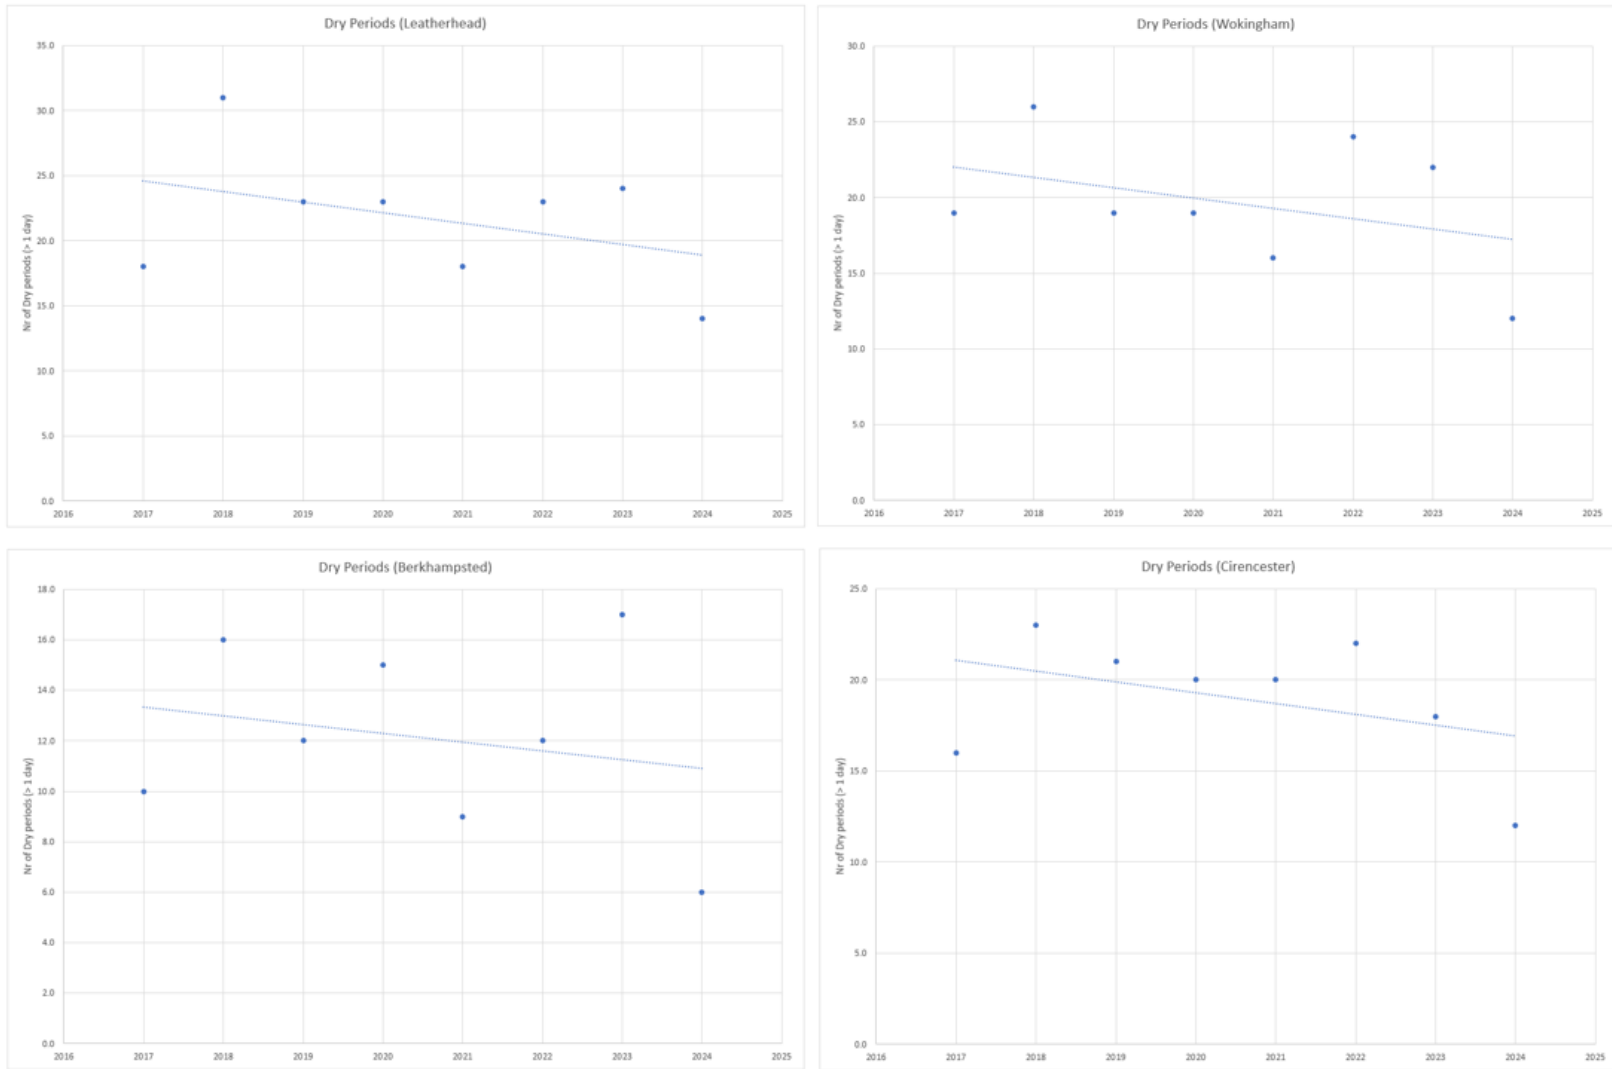 Dry Periods (Leatherhead)
Nr of Dry periods (> 1 day)
35.0
30.0
25.0
20.0
15.0
10.0
5.0
0.0
2016 2017 2018 2019 2020 2021 2022 2023 2024 2025
Dry Periods (Wokingham)
Nr of Dry periods (> 1 day)
30.0
25.0
20.0
15.0
10.0
5.0
0.0
2016 2017 2018 2019 2020 2021 2022 2023 2024 2025
Dry Periods (Berkhampsted)
Nr of Dry periods (> 1 day)
18.0
16.0
14.0
12.0
10.0
8.0
6.0
4.0
2.0
0.0
2016 2017 2018 2019 2020 2021 2022 2023 2024 2025
Dry Periods (Cirencester)
Nr of Dry periods (> 1 day)
25.0
20.0
15.0
10.0
5.0
0.0
2016 2017 2018 2019 2020 2021 2022 2023 2024 2025